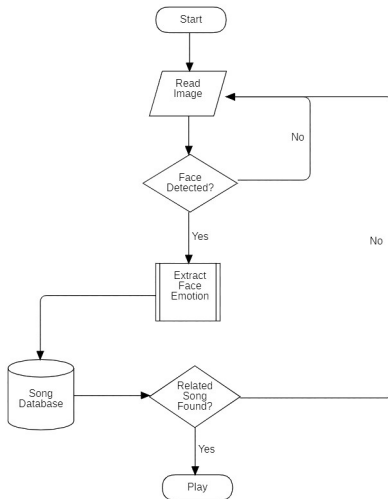 Start
Read
Image
No
Face
Detected?
Yes
No
Extract
Face
Emotion
Song
Database
Related
Song
Found?
Yes
Play